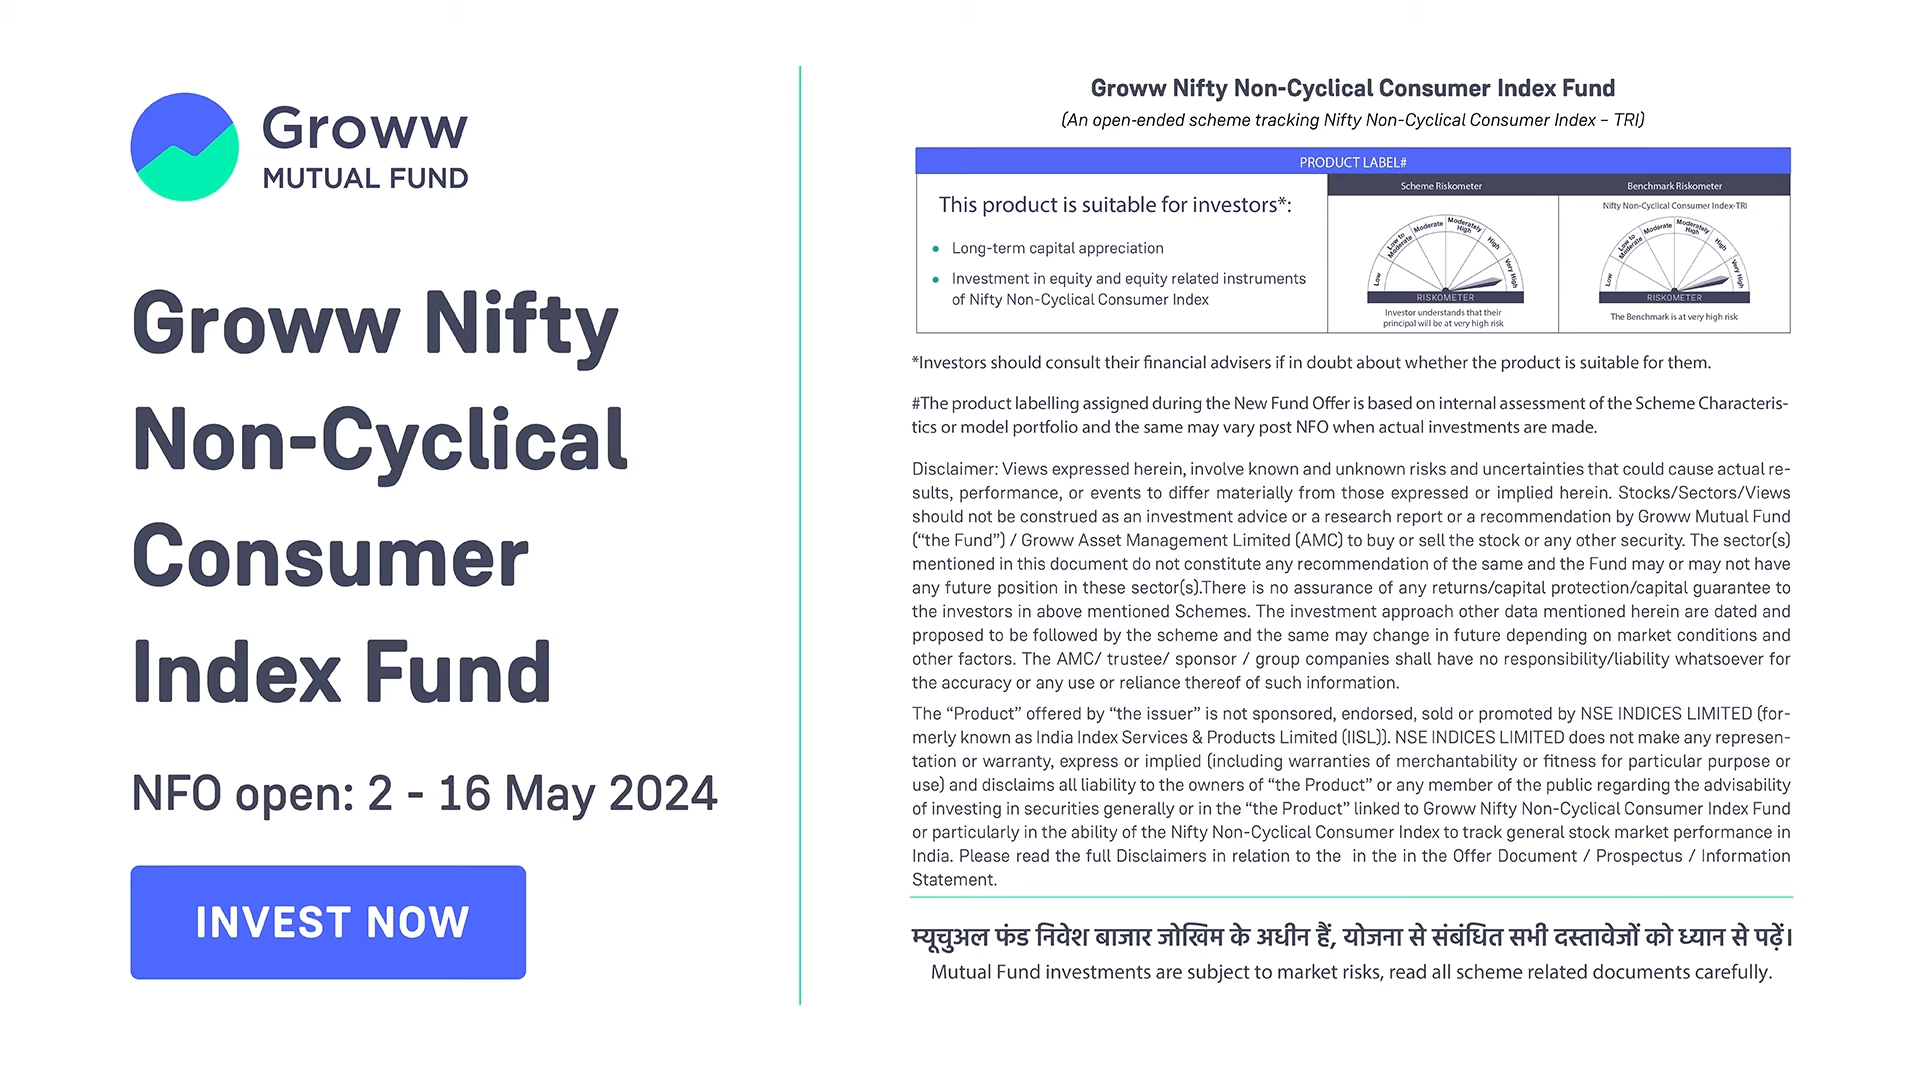 Groww
MUTUAL FUND
Groww Nifty
Non-Cyclical
Consumer
Index Fund
NFO open: 2 - 16 May 2024
INVEST NOW
Groww Nifty Non-Cyclical Consumer Index Fund
(An open-ended scheme tracking Nifty Non-Cyclical Consumer Index – TRI)
PRODUCT LABEL#
This product is suitable for investors*:
Long-term capital appreciation
Investment in equity and equity related instruments
of Nifty Non-Cyclical Consumer Index
Scheme Riskometer
Low
Low to
Moderate
Moderate
Moderately
High
High
Very High
RISKOMETER
Investor understands that their
principal will be at very high risk
Benchmark Riskometer
Nifty Non-Cyclical Consumer Index-TRI
Low
Low to
Moderate
Moderate
Moderately
High
High
Very High
RISKOMETER
The Benchmark is at very high risk
*Investors should consult their financial advisers if in doubt about whether the product is suitable for them.
#The product labelling assigned during the New Fund Offer is based on internal assessment of the Scheme Characteris-
tics or model portfolio and the same may vary post NFO when actual investments are made.
Disclaimer: Views expressed herein, involve known and unknown risks and uncertainties that could cause actual re-
sults, performance, or events to differ materially from those expressed or implied herein. Stocks/Sectors/Views
should not be construed as an investment advice or a research report or a recommendation by Groww Mutual Fund
(“the Fund”) / Groww Asset Management Limited (AMC) to buy or sell the stock or any other security. The sector(s)
mentioned in this document do not constitute any recommendation of the same and the Fund may or may not have
any future position in these sector(s).There is no assurance of any returns/capital protection/capital guarantee to
the investors in above mentioned Schemes. The investment approach other data mentioned herein are dated and
proposed to be followed by the scheme and the same may change in future depending on market conditions and
other factors. The AMC/ trustee/ sponsor / group companies shall have no responsibility/liability whatsoever for
the accuracy or any use or reliance thereof of such information.
The “Product” offered by “the issuer” is not sponsored, endorsed, sold or promoted by NSE INDICES LIMITED (for-
merly known as India Index Services & Products Limited (IISL)). NSE INDICES LIMITED does not make any represen-
tation or warranty, express or implied (including warranties of merchantability or fitness for particular purpose or
use) and disclaims all liability to the owners of “the Product” or any member of the public regarding the advisability
of investing in securities generally or in the “the Product” linked to Groww Nifty Non-Cyclical Consumer Index Fund
or particularly in the ability of the Nifty Non-Cyclical Consumer Index to track general stock market performance in
India. Please read the full Disclaimers in relation to the in the in the Offer Document / Prospectus / Information
Statement.
म्यूचुअल फंड निवेश बाजार जोखिम के अधीन हैं, योजना से संबंधित सभी दस्तावेजों को ध्यान से पढ़ें।
Mutual Fund investments are subject to market risks, read all scheme related documents carefully.